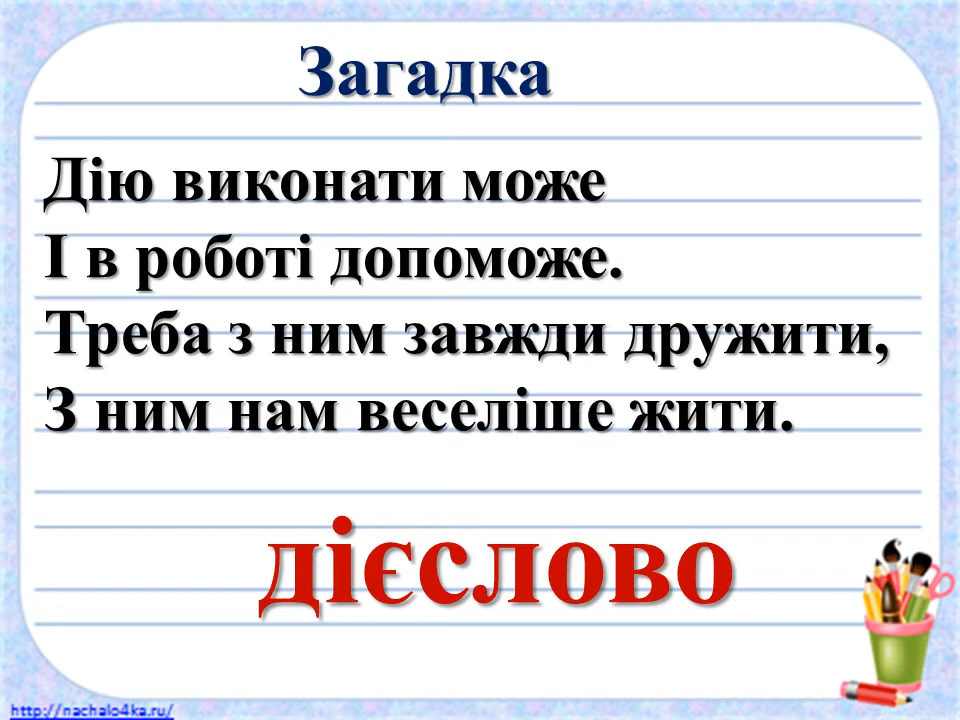 Загадка
Дію виконати може
І в роботі допоможе.
Треба з ним завжди дружити,
З ним нам веселіше жити.
дієслово
http://nachalo4ka.ru/